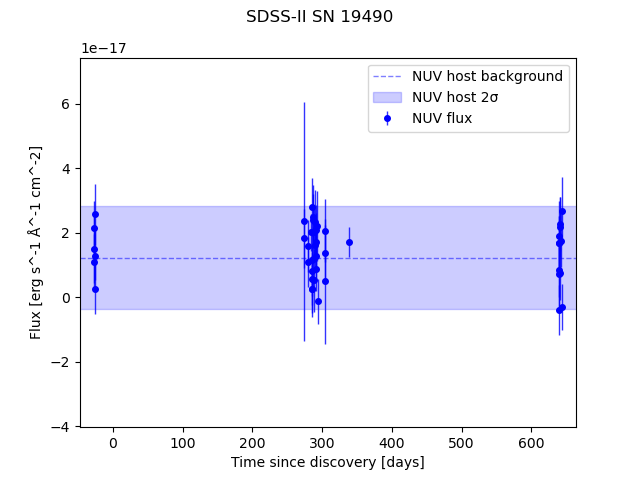 SDSS-II SN 19490
1e−17
NUV host background
NUV host 2σ
NUV flux
6
4
2
0
−2
−4
Flux [erg s^-1 Å^-1 cm^-2]
0 100 200 300 400 500 600
Time since discovery [days]